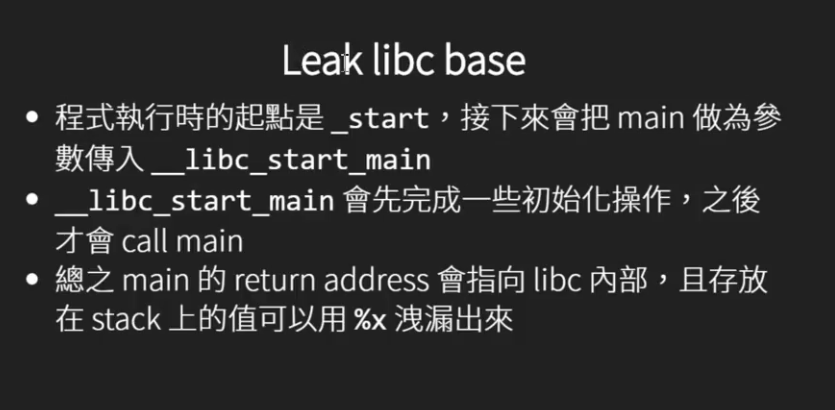 Leak libc base
• 程式執行時的起點是 _start，接下來會把 main 做為參
數傳入 __libc_start_main
• __libc_start_main 會先完成一些初始化操作，之後
才會 call main
• 總之 main 的 return address 會指向 libc 內部，且存放
在 stack 上的值可以用 %x 洩漏出來